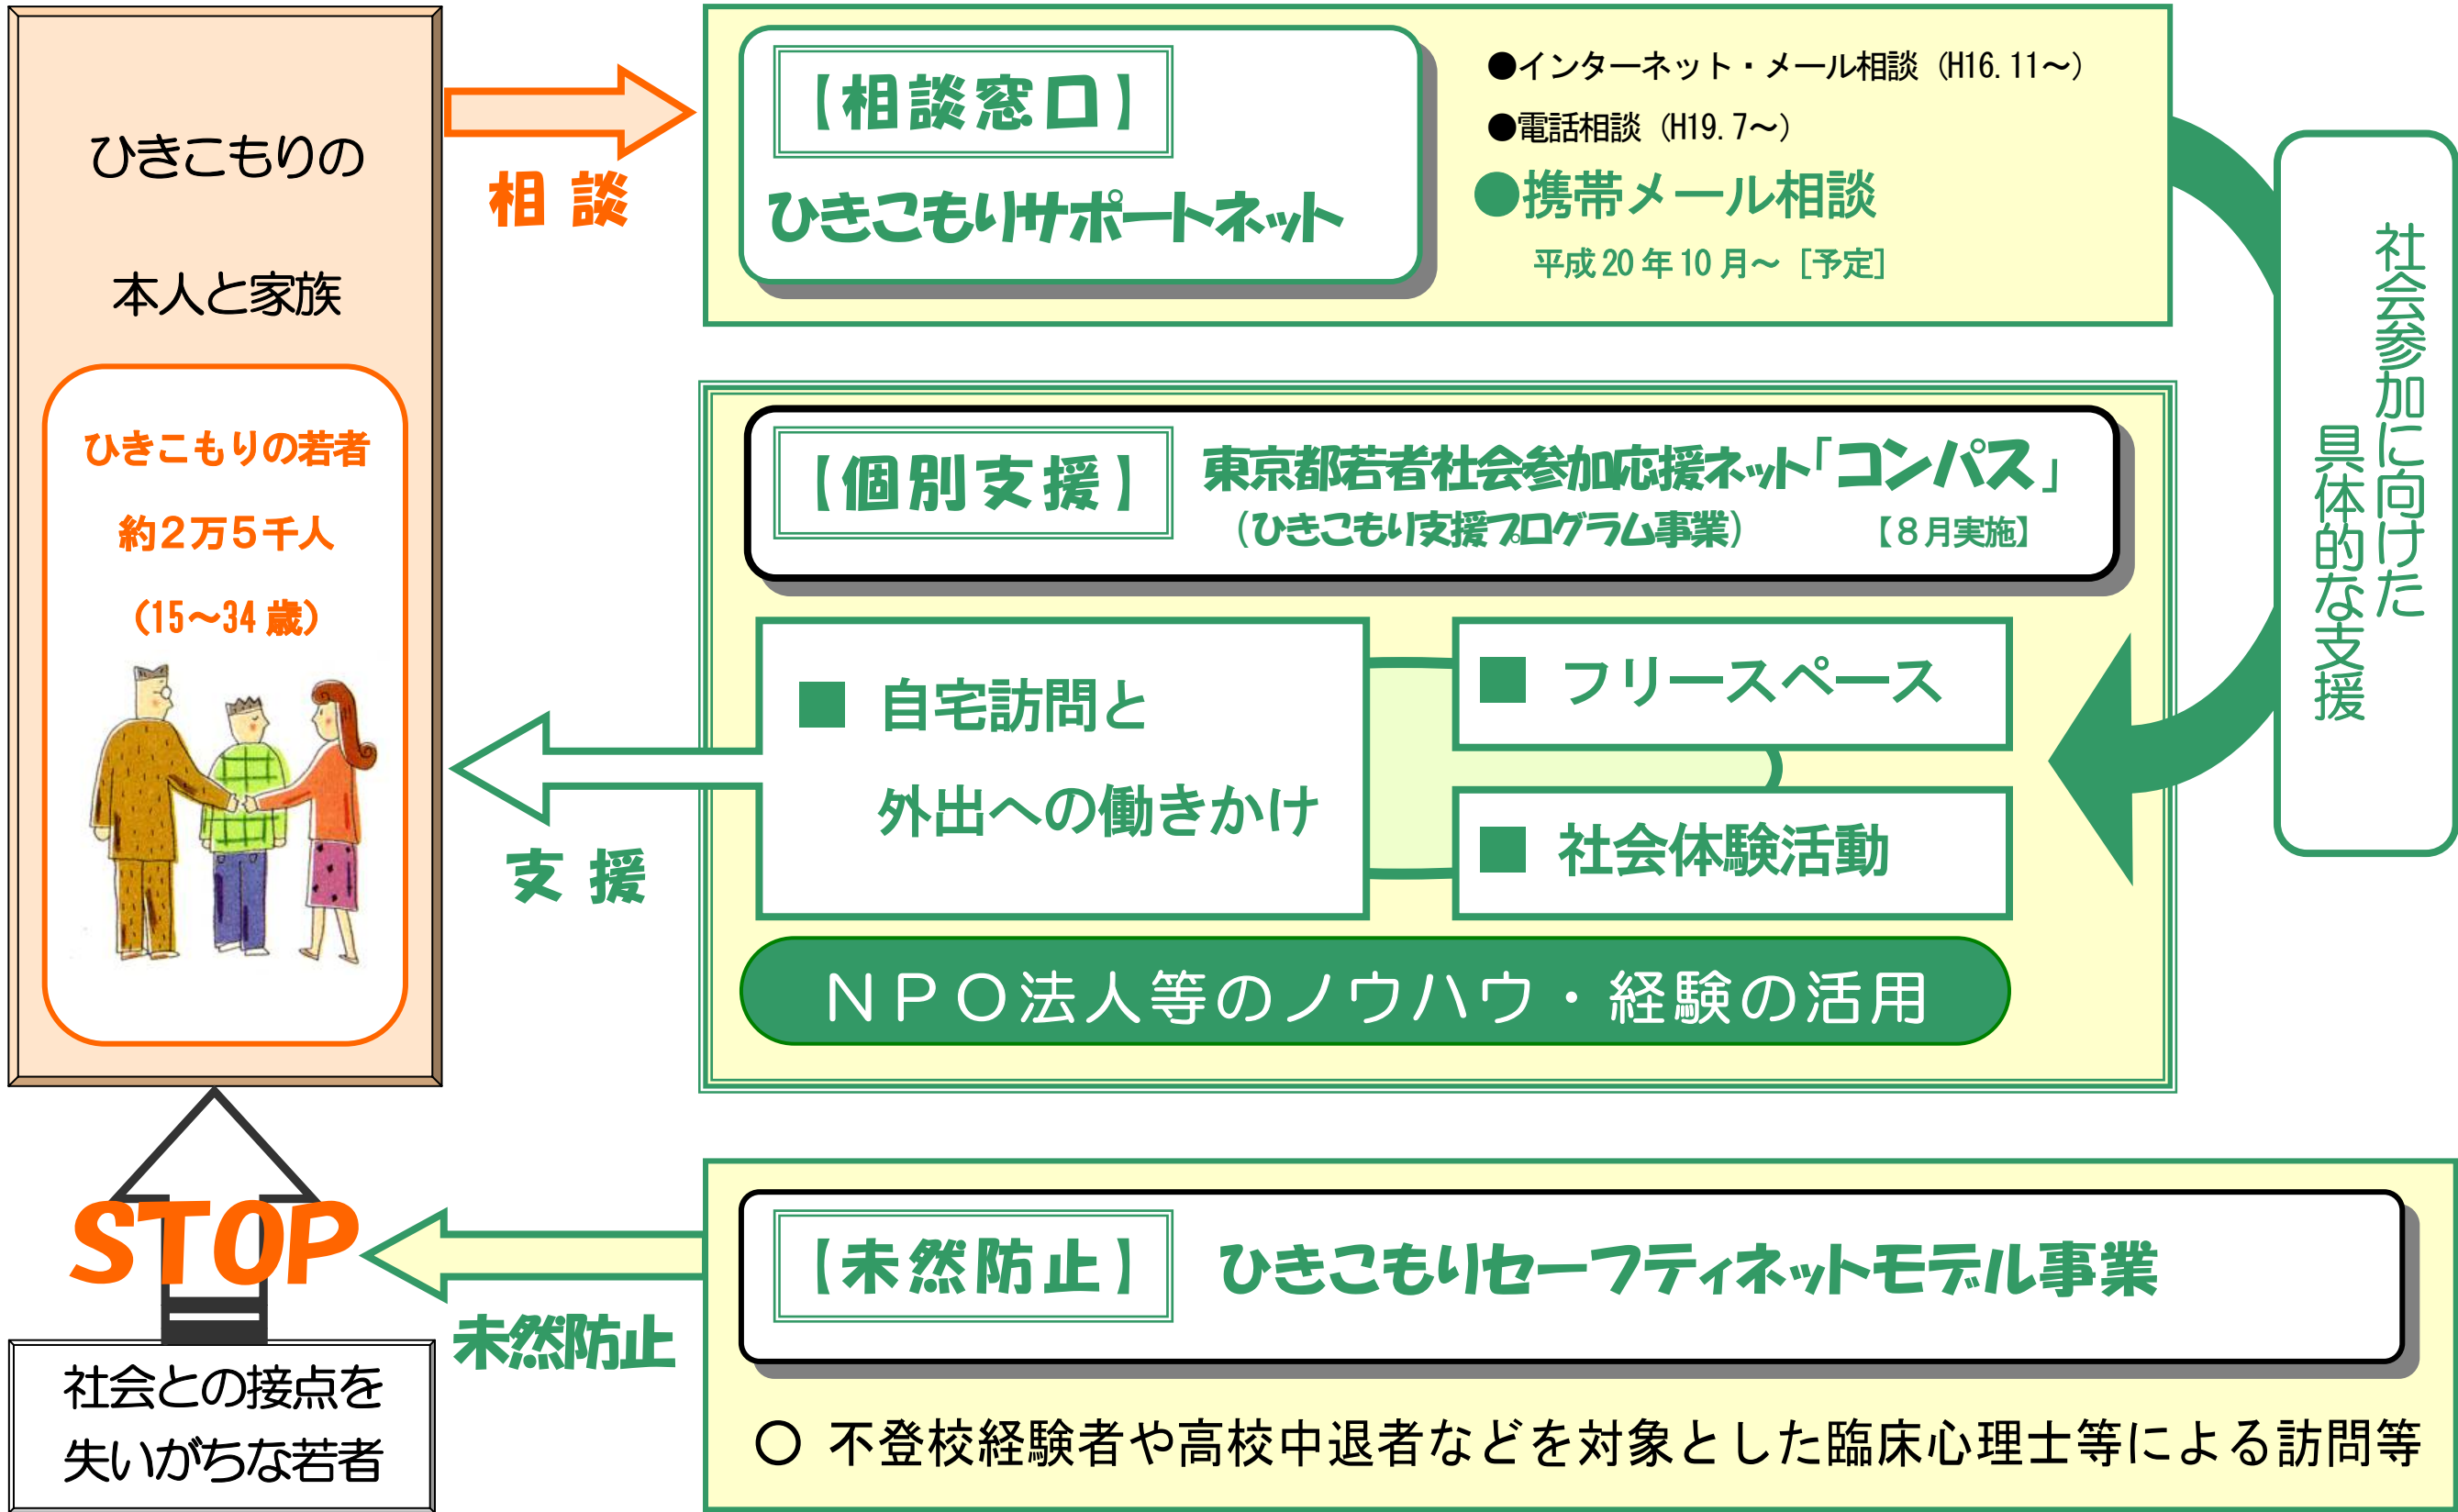 ひきこもりの
本人と家族
ひきこもりの若者
約２万５千人
（15～34 歳）
相 談
【相談窓口】
ひきこもりサポートネット
●インターネット・メール相談（H16.11～）
●電話相談（H19.7～）
●携帯メール相談
平成 20 年 10 月～［予定］
社会参加に向けた
具体的な支援
【個別支援】
東京都若者社会参加応援ネット「コンパス」
（ひきこもり支援プログラム事業）
【８月実施】
■ 自宅訪問と
外出への働きかけ
■ フリースペース
■ 社会体験活動
支 援
ＮＰＯ法人等のノウハウ・経験の活用
STOP
未然防止
【未然防止】
ひきこもりセーフティネットモデル事業
○ 不登校経験者や高校中退者などを対象とした臨床心理士等による訪問等
社会との接点を
失いがちな若者